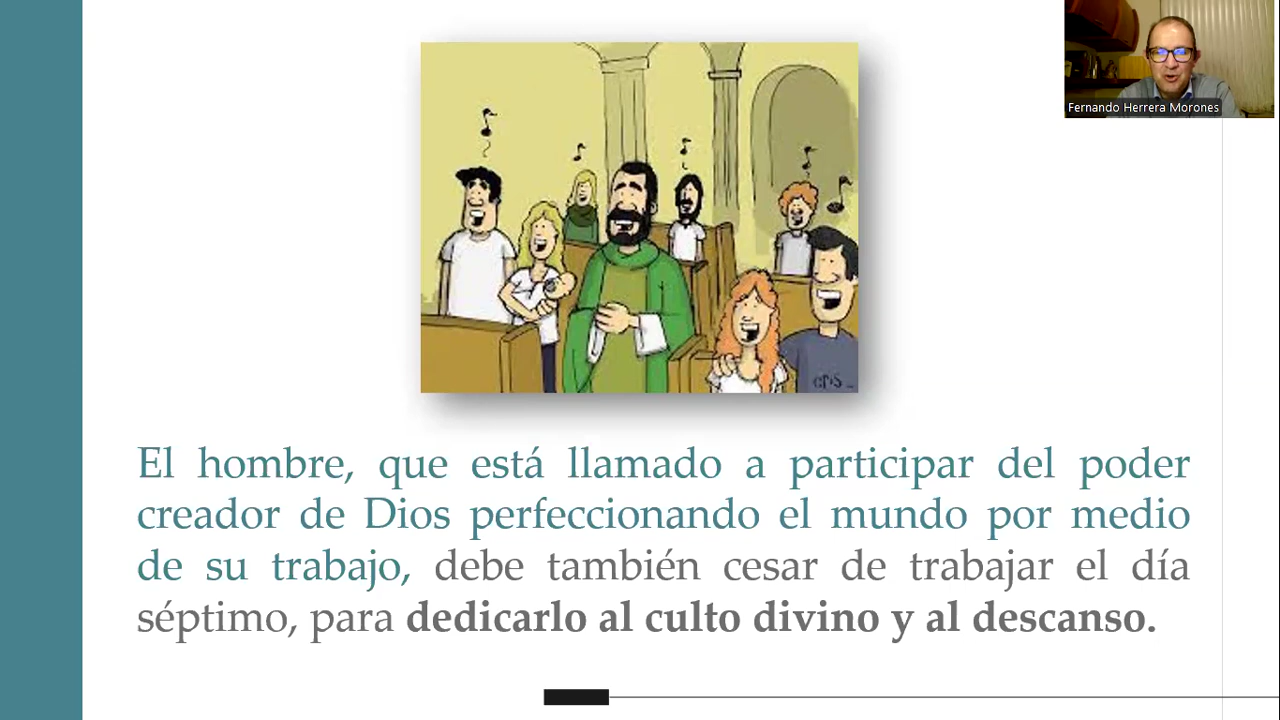 Fernando Herrera Morones
CRIS
El hombre, que está llamado a participar del poder
creador de Dios perfeccionando el mundo por medio
de su trabajo, debe también cesar de trabajar el día
séptimo, para dedicarlo al culto divino y al descanso.